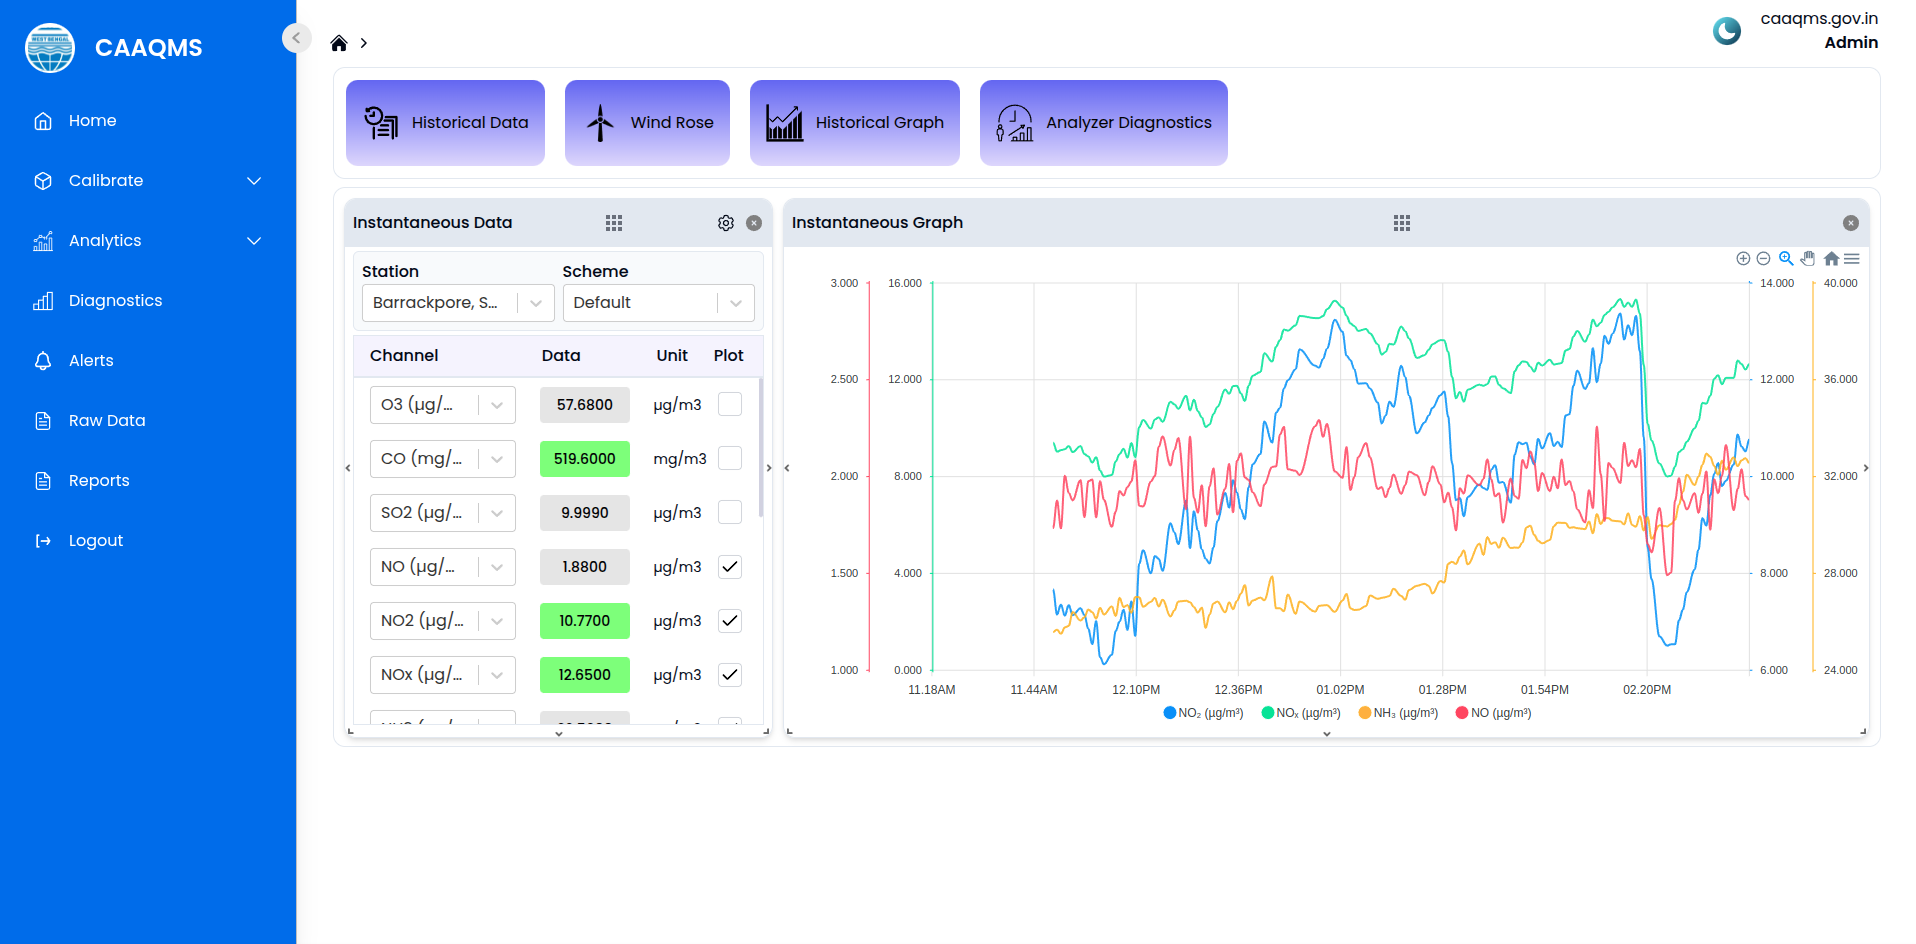 WEST BENGAL
CAAQMS
Home
Calibrate
Analytics
Diagnostics
Alerts
Raw Data
Reports
Logout
caaqms.gov.in
Admin
Historical Data
Wind Rose
Historical Graph
Analyzer Diagnostics
Instantaneous Data
Station
Scheme
Barrackpore, S...
Default
Channel Data Unit Plot
O3 (µg/... 57.6800 µg/m3
CO (mg/... 519.6000 mg/m3
SO2 (µg/... 9.9990 µg/m3
NO (µg/... 1.8800 µg/m3
NO2 (µg/... 10.7700 µg/m3
NOx (µg/... 12.6500 µg/m3
Instantaneous Graph
3.000 16.000 14.000 40.000
2.500 12.000 12.000 36.000
2.000 8.000 10.000 32.000
1.500 4.000 8.000 28.000
1.000 0.000 6.000 24.000
11.18AM 11.44AM 12.10PM 12.36PM 01.02PM 01.28PM 01.54PM 02.20PM
NO₂ (µg/m³) NOₓ (µg/m³) NH₃ (µg/m³) NO (µg/m³)